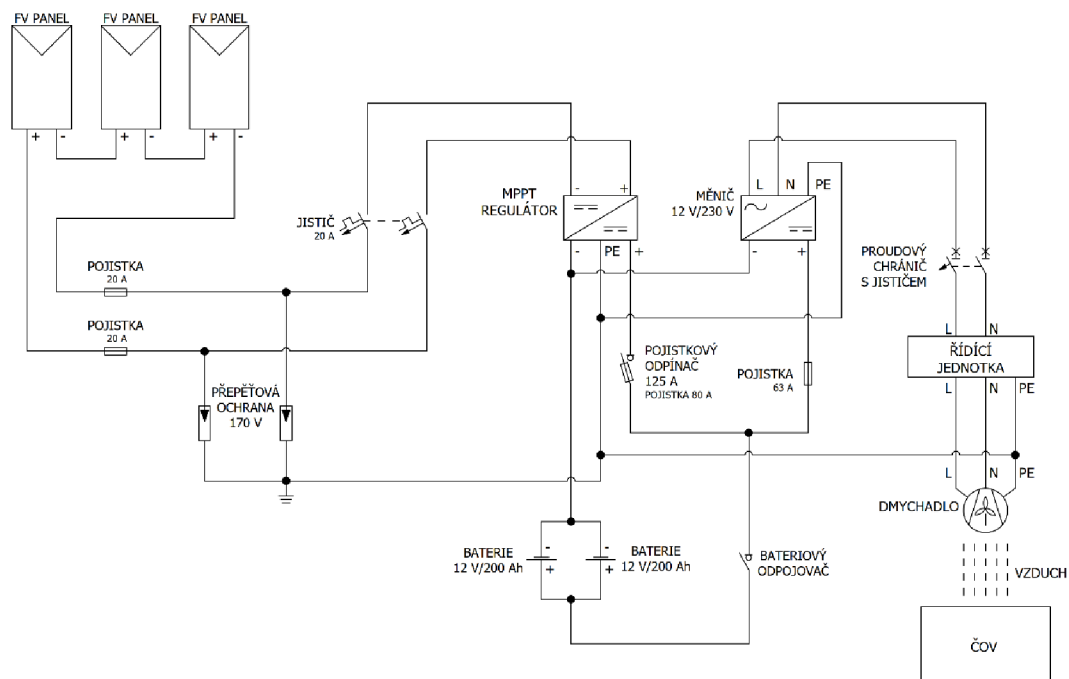 FV PANEL FV PANEL FV PANEL
+ - + - + -
L N PE
- +
MPPT
REGULÁTOR
MĚNIČ
12 V/230 V
JISTIČ
20 A
- PE +
- +
PROUDOVÝ
CHRÁNIČ
S JISTIČEM
POJISTKA
20 A
POJISTKA
20 A
L N
ŘÍDÍCÍ
JEDNOTKA
L N PE
POJISTKOVÝ
ODPÍNAČ
125 A
POJISTKA 80 A
POJISTKA
63 A
PŘEPĚŤOVÁ
OCHRANA
170 V
L N PE
DMYCHADLO
BATERIE
12 V/200 Ah
- +
BATERIE
12 V/200 Ah
- +
BATERIOVÝ
ODPOJOVAČ
VZDUCH
ČOV